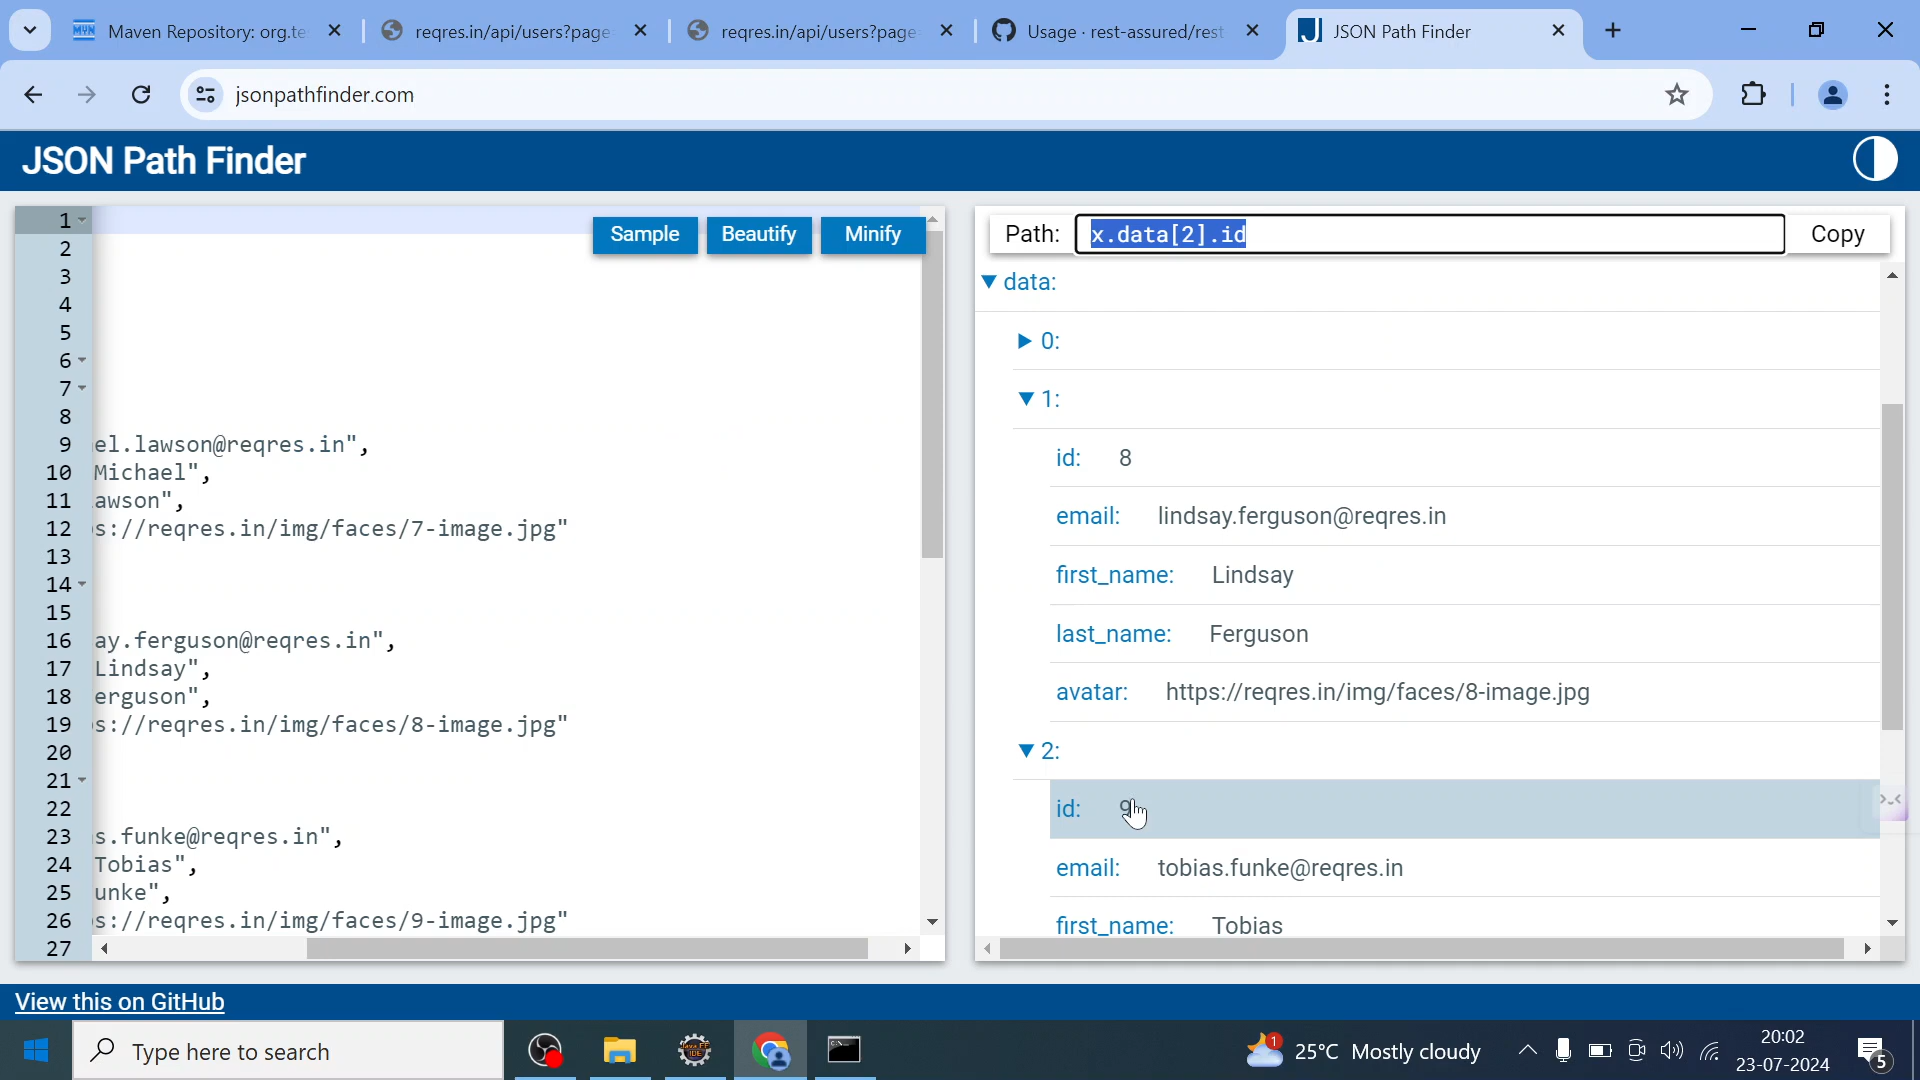 Maven Repository: org.te
reqres.in/api/users?page
reqres.in/api/users?page
Usage · rest-assured/rest
JSON Path Finder
jsonpathfinder.com
JSON Path Finder
Sample
Beautify
Minify
1
2
3
4
5
6
7
8
9 el.lawson@reqres.in",
10 Michael",
11 awson",
12 s://reqres.in/img/faces/7-image.jpg"
13
14
15
16 ay.ferguson@reqres.in",
17 Lindsay",
18 erguson",
19 s://reqres.in/img/faces/8-image.jpg"
20
21
22
23 s.funke@reqres.in",
24 Tobias",
25 unke",
26 s://reqres.in/img/faces/9-image.jpg"
27
Path: x.data[2].id Copy
data:
0:
1:
id: 8
email: lindsay.ferguson@reqres.in
first_name: Lindsay
last_name: Ferguson
avatar: https://reqres.in/img/faces/8-image.jpg
2:
id: 9
email: tobias.funke@reqres.in
first_name: Tobias
View this on GitHub
Type here to search
1
25°C Mostly cloudy
20:02
23-07-2024
5